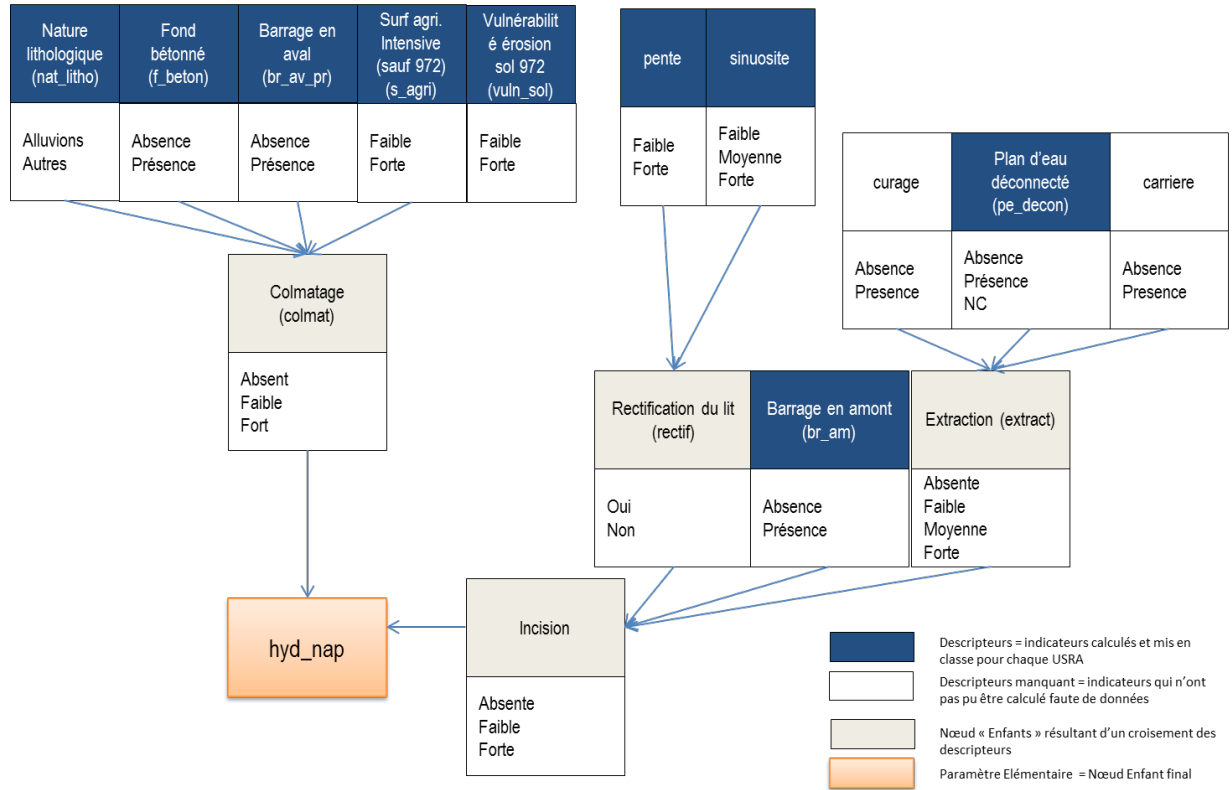 Nature
lithologique
(nat_litho)
Alluvions
Autres
Fond
bétonné
(f_beton)
Absence
Présence
Barrage en
aval
(br_av_pr)
Absence
Présence
Surf agri.
Intensive
(sauf 972)
(s_agri)
Faible
Forte
Vulnérabilit
é érosion
sol 972
(vuln_sol)
Faible
Forte
pente
Faible
Forte
sinuosite
Faible
Moyenne
Forte
curage
Absence
Presence
Plan d’eau
déconnecté
(pe_decon)
Absence
Présence
NC
carriere
Absence
Presence
Colmatage
(colmat)
Absent
Faible
Fort
Rectification du lit
(rectif)
Oui
Non
Barrage en amont
(br_am)
Absence
Présence
Extraction (extract)
Absente
Faible
Moyenne
Forte
hyd_nap
Incision
Absente
Faible
Forte
Descripteurs = indicateurs calculés et mis en
classe pour chaque USRA
Descripteurs manquant = indicateurs qui n’ont
pas pu être calculé faute de données
Nœud « Enfants » résultant d’un croisement des
descripteurs
Paramètre Elémentaire = Nœud Enfant final